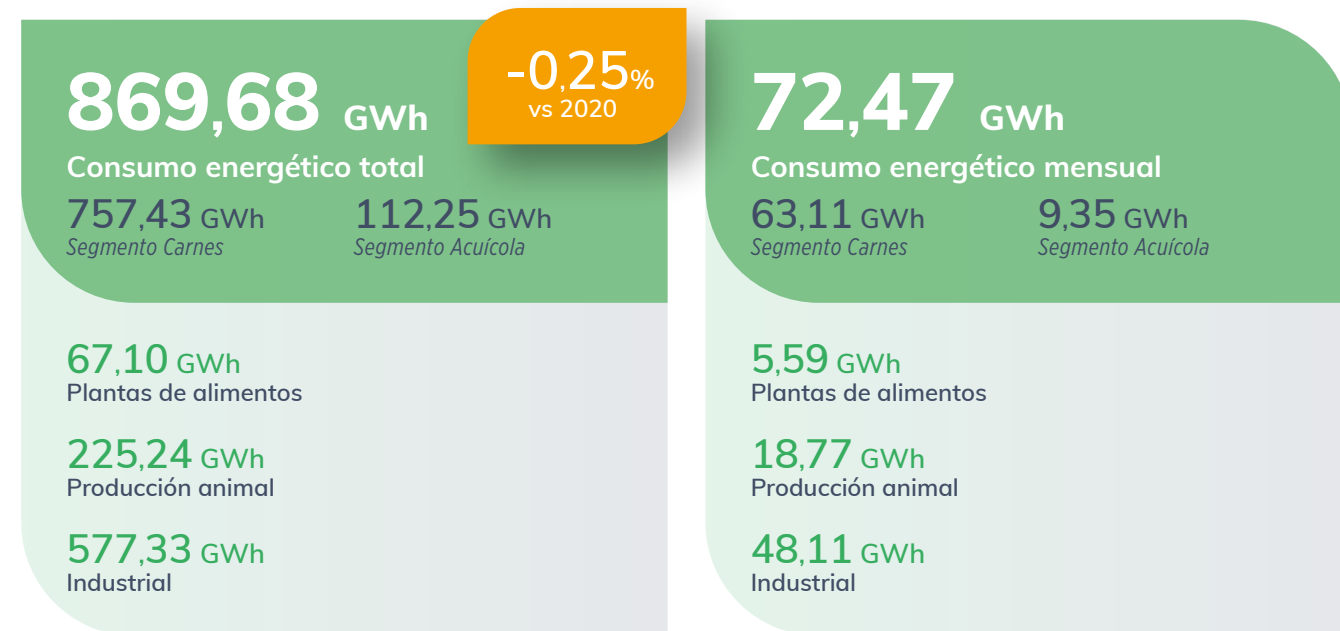 869,68 GWh
-0,25%
vs 2020
Consumo energético total
757,43 GWh
Segmento Carnes
112,25 GWh
Segmento Acuícola
67,10 GWh
Plantas de alimentos
225,24 GWh
Producción animal
577,33 GWh
Industrial
72,47 GWh
Consumo energético mensual
63,11 GWh
Segmento Carnes
9,35 GWh
Segmento Acuícola
5,59 GWh
Plantas de alimentos
18,77 GWh
Producción animal
48,11 GWh
Industrial